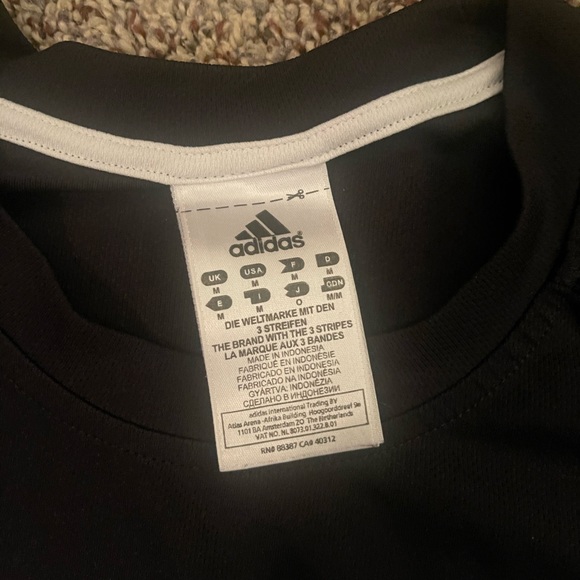 adidas
UK USA F D
M M M M
E I J CDN
M M O M/M
DIE WELTMARKE MIT DEN
3 STREIFEN
THE BRAND WITH THE 3 STRIPES
LA MARQUE AUX 3 BANDES
MADE IN INDONESIA
FABRIQUÉ EN INDONÉSIE
FABRICADO EN INDONESIA
FABRICADO NA INDONÉSIA
GYÁRTVA: INDONÉZIA
СДЕЛАНО В ИНДОНЕЗИИ
adidas International Trading BV
Atlas Arena -Afrika Building Hoogoorddreef 9a
1101 BA Amsterdam ZO The Netherlands
VAT NO. NL 8073.01.322.B.01
RN# 88387 CA# 40312